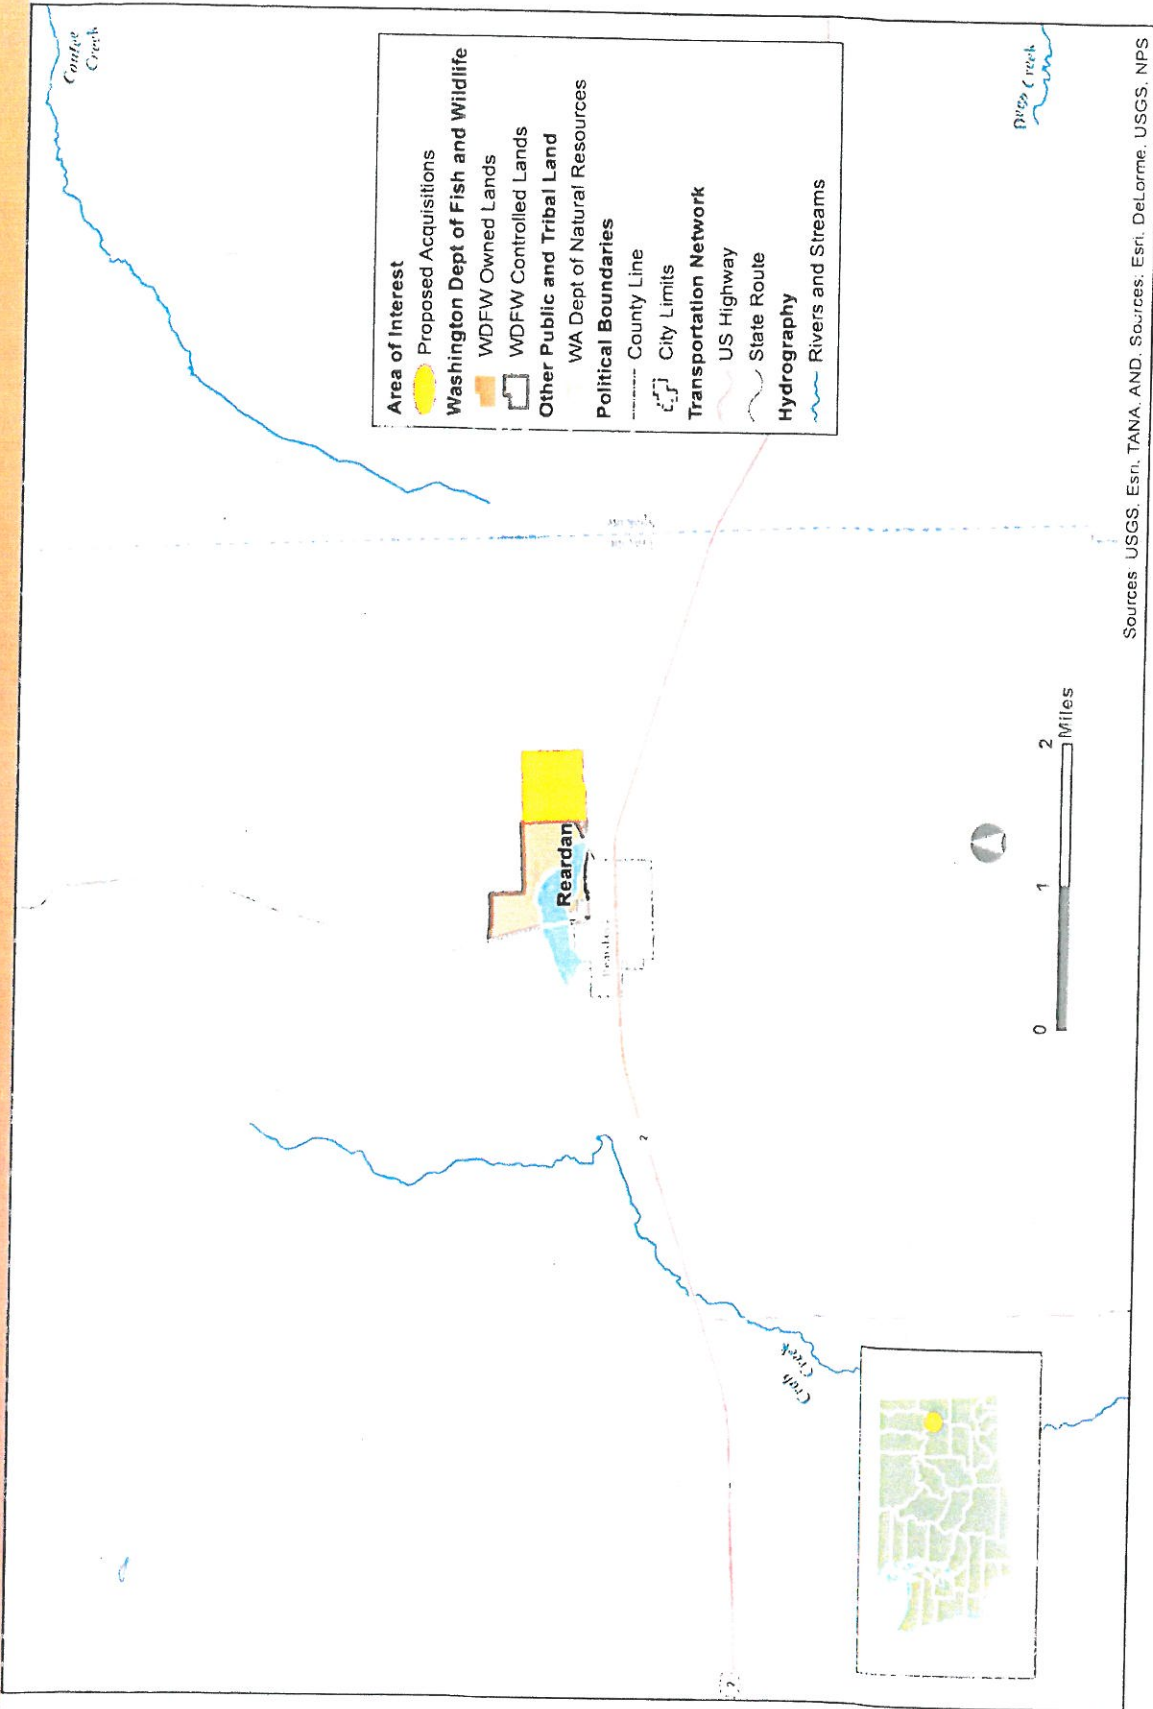 Coulee
Creek
Deep Creek
Area of Interest
Proposed Acquisitions
Washington Dept of Fish and Wildlife
WDFW Owned Lands
WDFW Controlled Lands
Other Public and Tribal Land
WA Dept of Natural Resources
Political Boundaries
County Line
City Limits
Transportation Network
US Highway
State Route
Hydrography
Rivers and Streams
Reardan
Reardan
2
Crab
Creek
2
0 1 2
Miles
Sources: USGS, Esri, TANA, AND, Sources: Esri, DeLorme, USGS, NPS